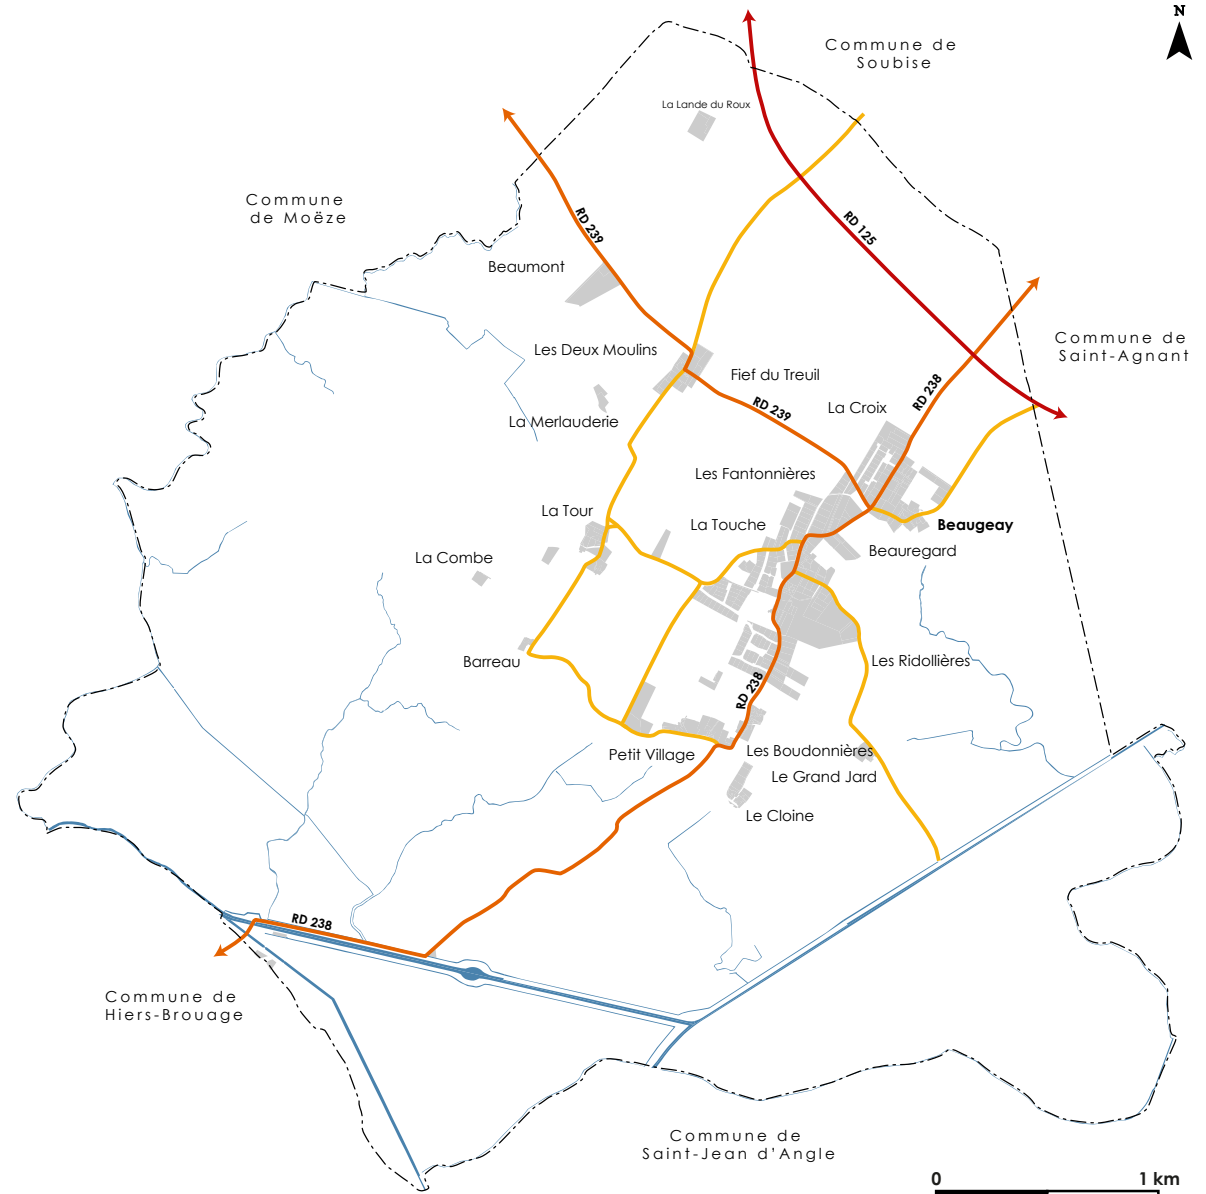 N
Commune de
Soubise
La Lande du Roux
Commune
de Moëze
RD 239
RD 125
Beaumont
Commune de
Saint-Agnant
Les Deux Moulins
Fief du Treuil
RD 238
La Croix
RD 239
La Merlauderie
Les Fantonnières
La Tour
La Touche
Beaugeay
Beauregard
La Combe
Barreau
Les Ridollières
RD 238
Petit Village
Les Boudonnières
Le Grand Jard
Le Cloine
RD 238
Commune de
Hiers-Brouage
Commune de
Saint-Jean d'Angle
0 1 km